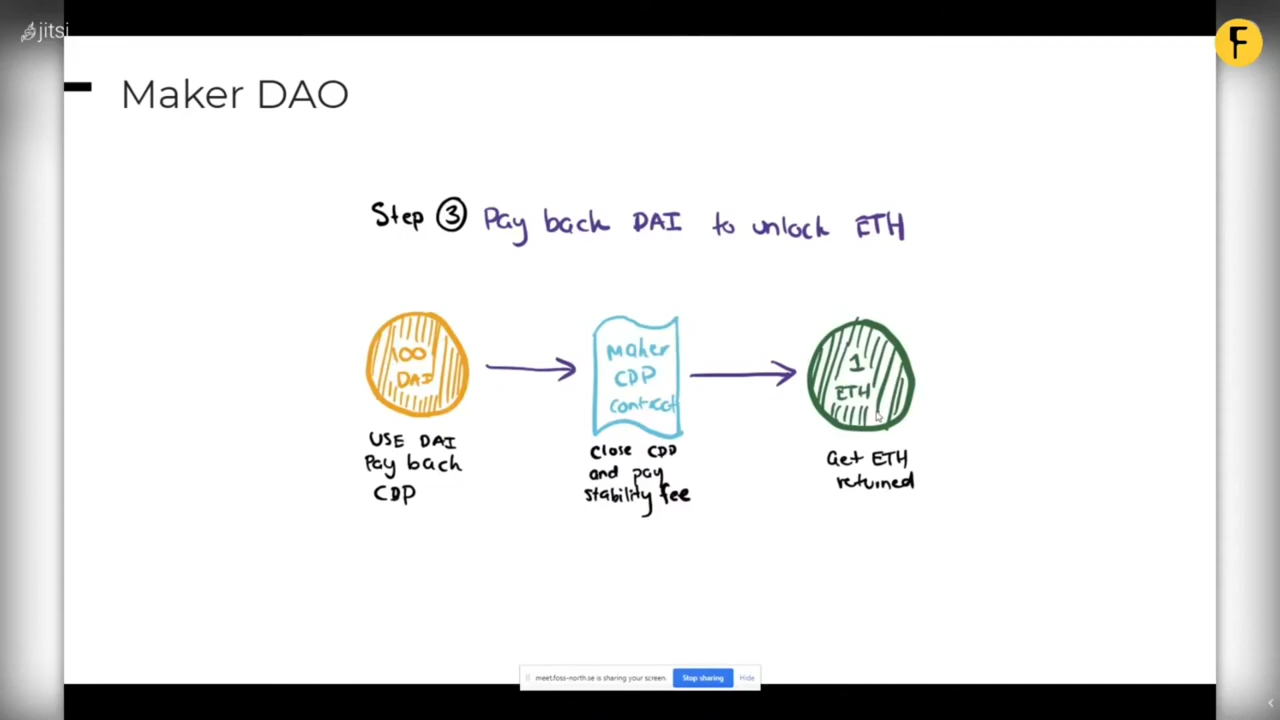 jitsi
F
Maker DAO
Step 3 Pay back DAI to unlock ETH
100
DAI
Maker
CDP
contract
1
ETH
USE DAI
Pay back
CDP
Close CDP
and pay
stability fee
Get ETH
returned
meet.foss-north.se is sharing your screen.
Stop sharing
Hide